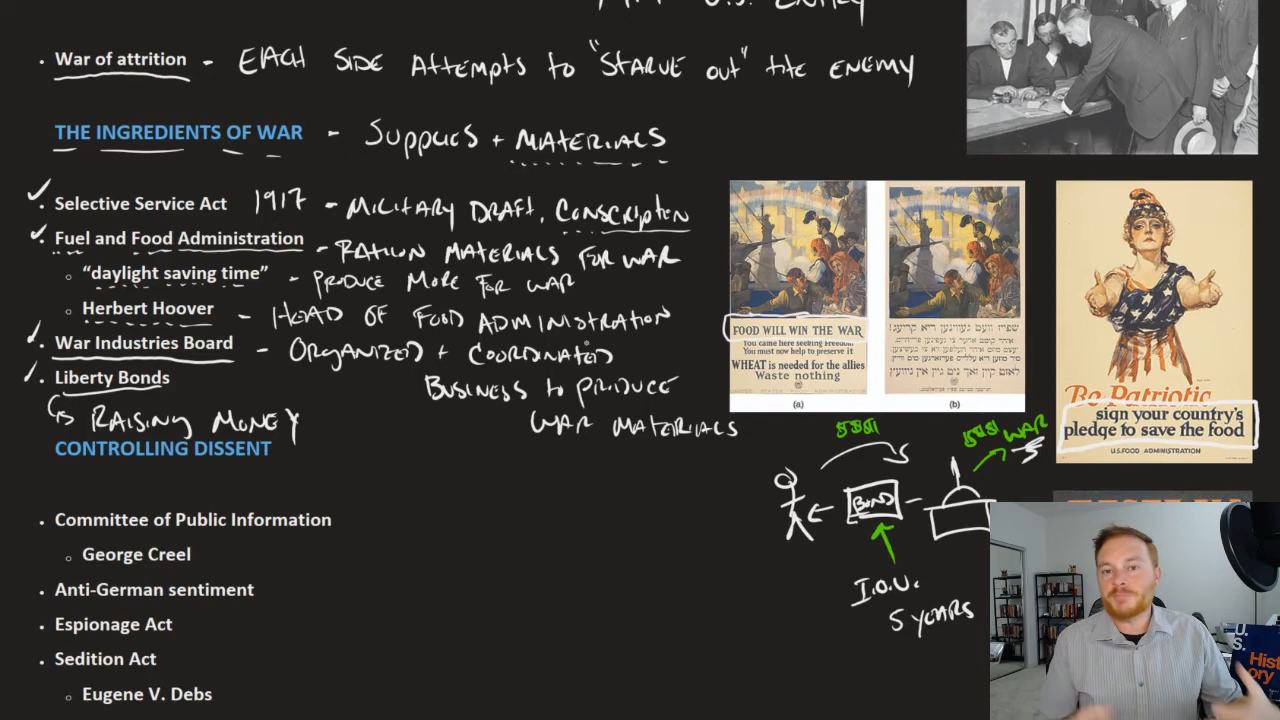 War of attrition - EACH SIDE ATTEMPTS to "STARVE OUT" the ENEMY
THE INGREDIENTS OF WAR - SUPPLIES + MATERIALS
Selective Service Act 1917 - MILITARY DRAFT, CONSCRIPTION
Fuel and Food Administration - RATION MATERIALS FOR WAR
"daylight saving time" - PRODUCE MORE FOR WAR
Herbert Hoover - HEAD OF FOOD ADMINISTRATION
War Industries Board - ORGANIZED + COORDINATED
BUSINESS to PRODUCE
WAR MATERIALS
Liberty Bonds
RAISING MONEY
CONTROLLING DISSENT
Committee of Public Information
George Creel
Anti-German sentiment
Espionage Act
Sedition Act
Eugene V. Debs
FOOD WILL WIN THE WAR
You came here seeking Freedom
You must now help to preserve it
WHEAT is needed for the allies
Waste nothing
(a)
(b)
Be Patriotic
sign your country's
pledge to save the food
U.S. FOOD ADMINISTRATION
WAR
BOND
I.O.U.
5 YEARS
U.S.
History